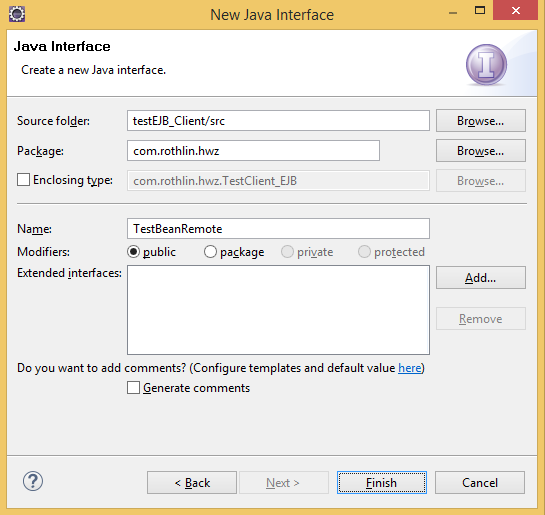 New Java Interface
Java Interface
Create a new Java interface.
I
Source folder: testEJB_Client/src Browse...
Package: com.rothlin.hwz Browse...
Enclosing type: com.rothlin.hwz.TestClient_EJB Browse...
Name: TestBeanRemote
Modifiers: public package private protected
Extended interfaces: Add...
Remove
Do you want to add comments? (Configure templates and default value here)
Generate comments
? < Back Next > Finish Cancel